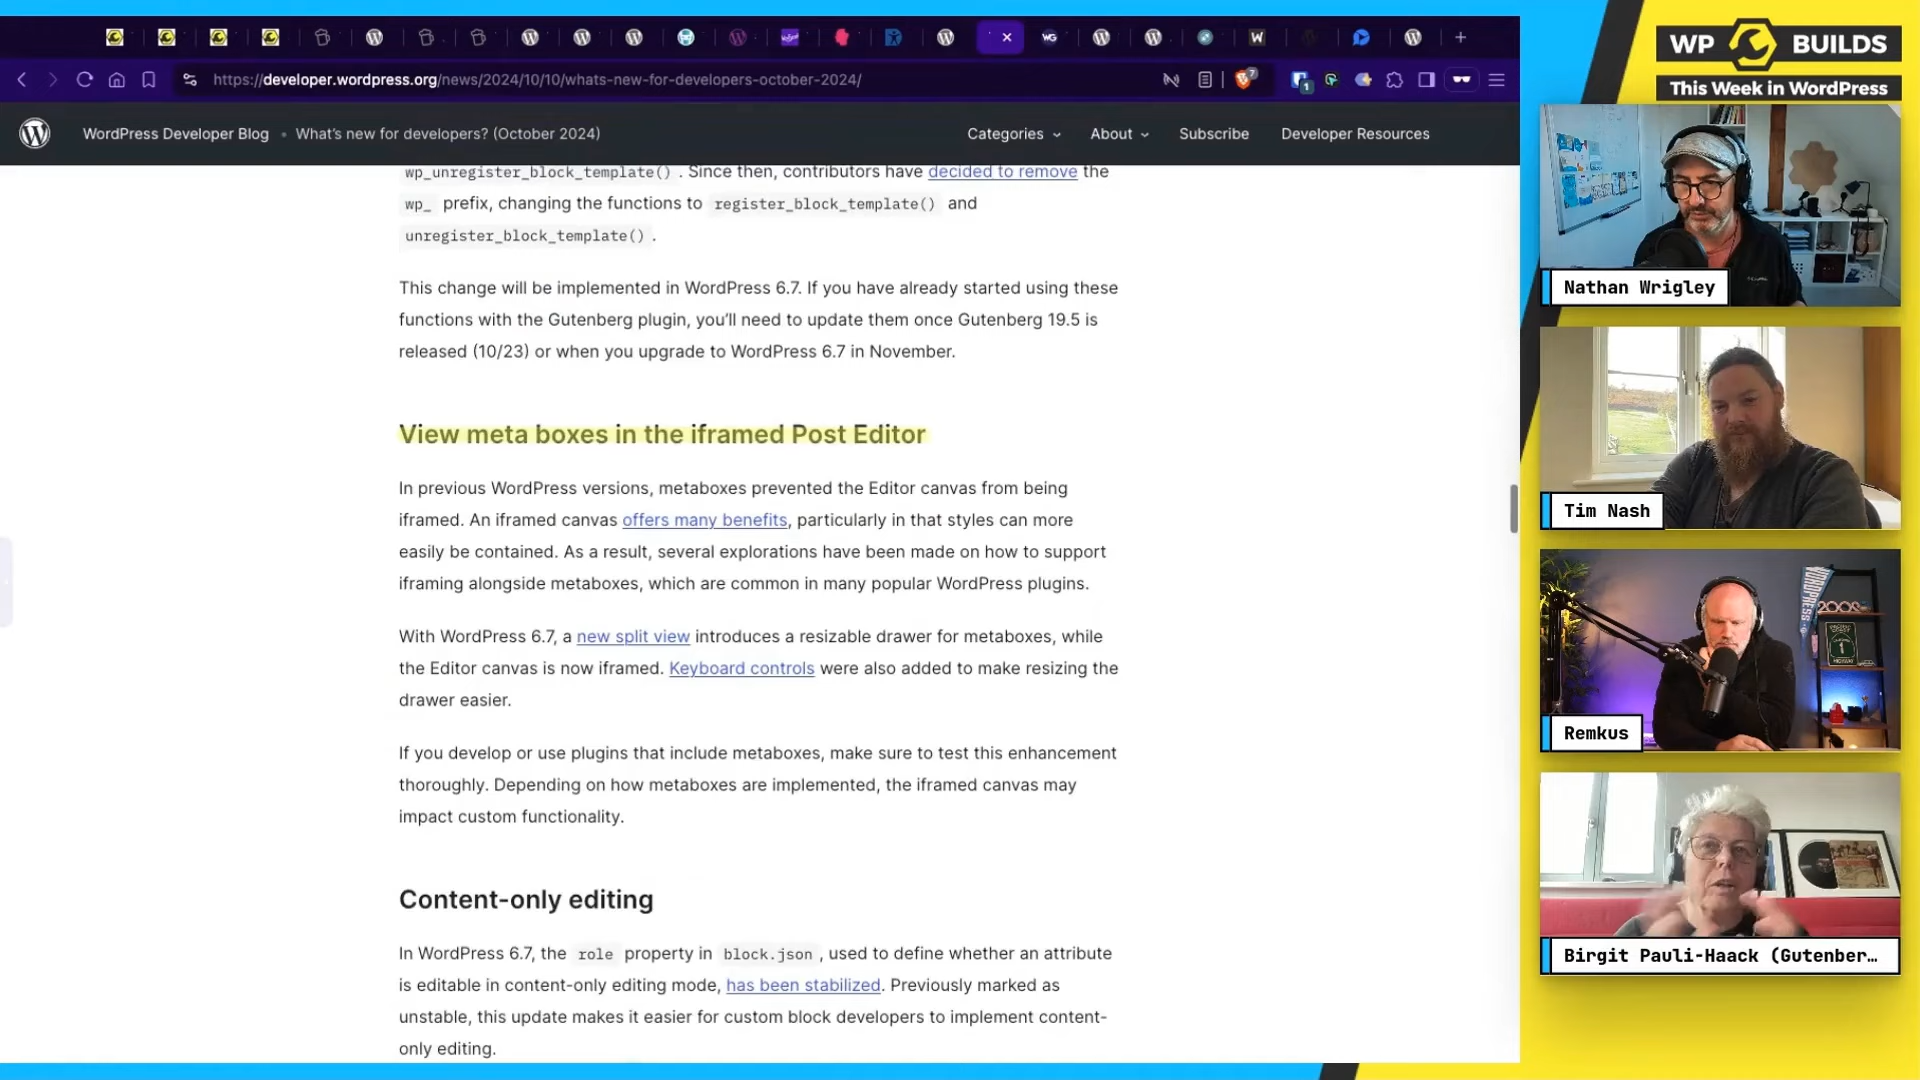 https://developer.wordpress.org/news/2024/10/10/whats-new-for-developers-october-2024/
WordPress Developer Blog • What's new for developers? (October 2024)
Categories
About
Subscribe
Developer Resources
wp_unregister_block_template() . Since then, contributors have decided to remove the
wp_ prefix, changing the functions to register_block_template() and
unregister_block_template() .
This change will be implemented in WordPress 6.7. If you have already started using these
functions with the Gutenberg plugin, you'll need to update them once Gutenberg 19.5 is
released (10/23) or when you upgrade to WordPress 6.7 in November.
View meta boxes in the iframed Post Editor
In previous WordPress versions, metaboxes prevented the Editor canvas from being
iframed. An iframed canvas offers many benefits, particularly in that styles can more
easily be contained. As a result, several explorations have been made on how to support
iframing alongside metaboxes, which are common in many popular WordPress plugins.
With WordPress 6.7, a new split view introduces a resizable drawer for metaboxes, while
the Editor canvas is now iframed. Keyboard controls were also added to make resizing the
drawer easier.
If you develop or use plugins that include metaboxes, make sure to test this enhancement
thoroughly. Depending on how metaboxes are implemented, the iframed canvas may
impact custom functionality.
Content-only editing
In WordPress 6.7, the role property in block.json , used to define whether an attribute
is editable in content-only editing mode, has been stabilized. Previously marked as
unstable, this update makes it easier for custom block developers to implement content-
only editing.
WP BUILDS
This Week in WordPress
Nathan Wrigley
Tim Nash
Remkus
Birgit Pauli-Haack (Gutenber…